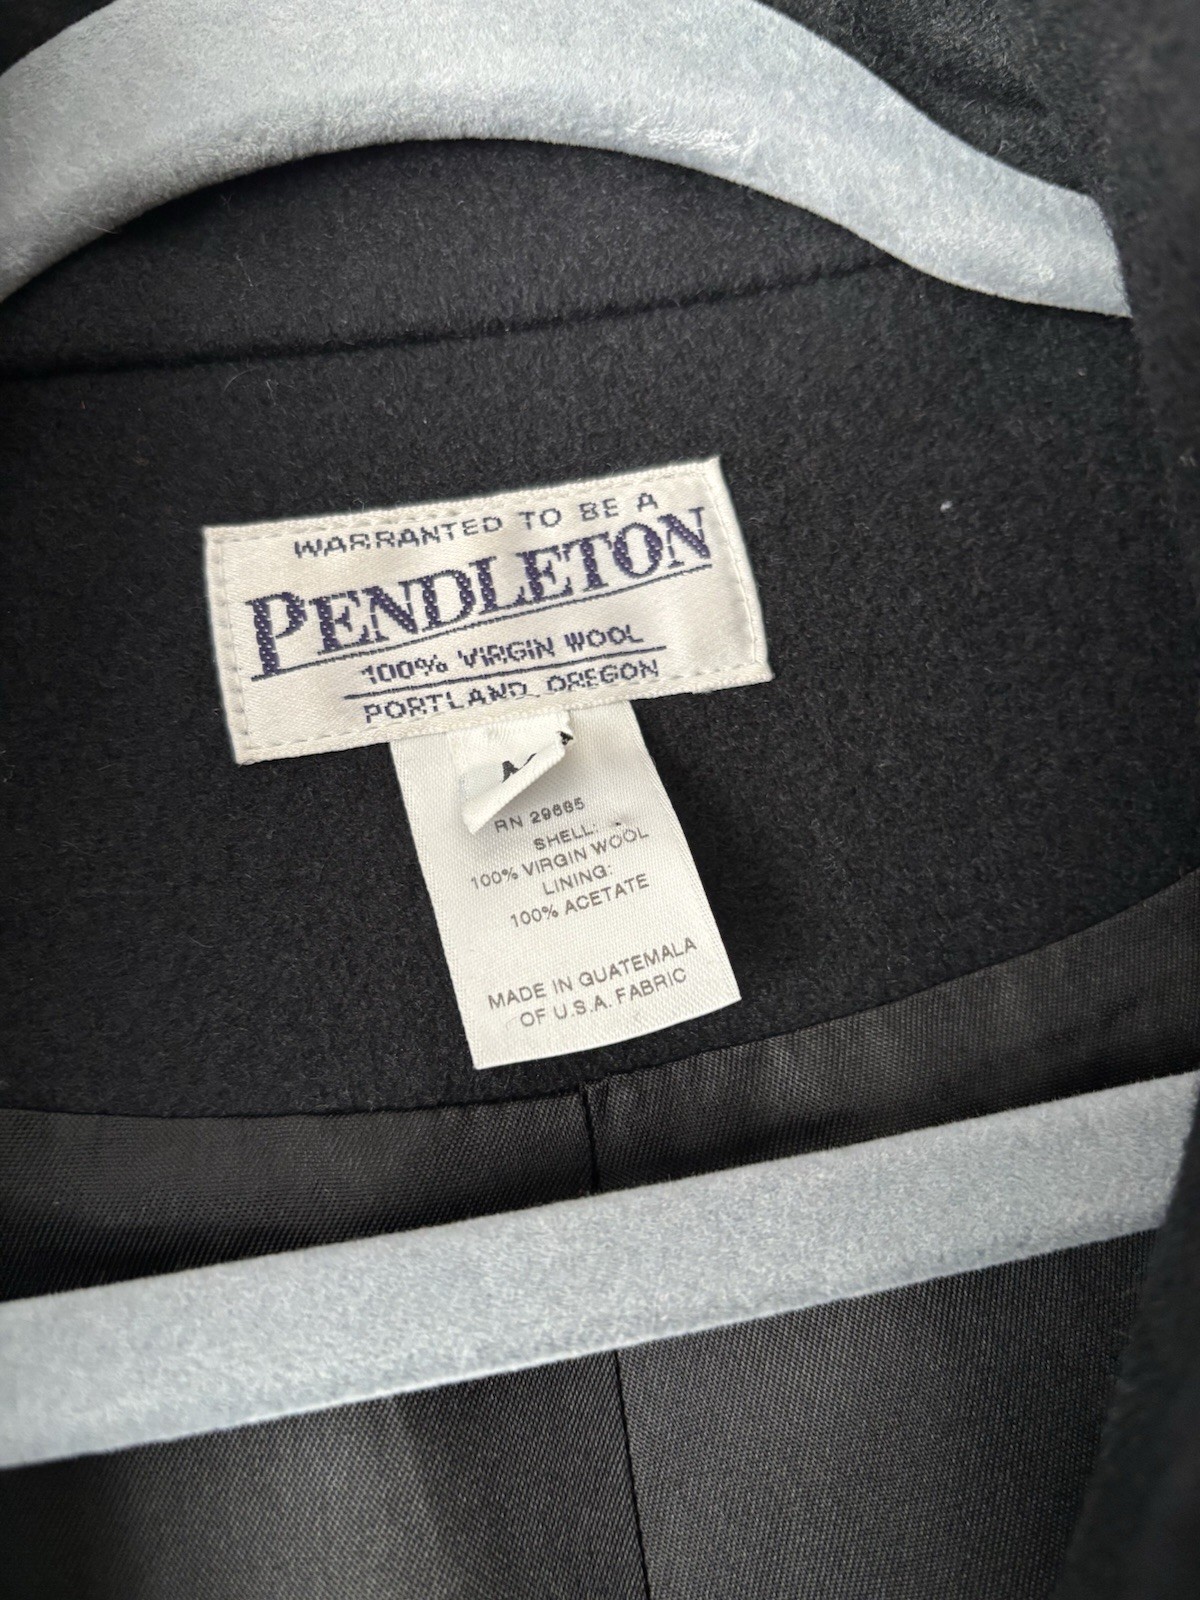 WARRANTED TO BE A
PENDLETON
100% VIRGIN WOOL
PORTLAND, OREGON
RN 29685
SHELL:
100% VIRGIN WOOL
LINING:
100% ACETATE
MADE IN GUATEMALA
OF U.S.A. FABRIC